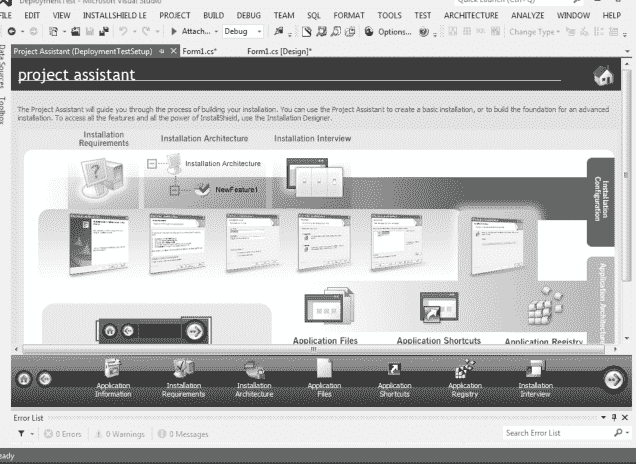 DeploymentTest - Microsoft Visual Studio
Quick Launch (Ctrl+Q)
FILE EDIT VIEW INSTALLSHIELD LE PROJECT BUILD DEBUG TEAM SQL FORMAT TOOLS TEST ARCHITECTURE ANALYZE WINDOW HELP
Attach... Debug Options... Change Type
Data Sources
Toolbox
Project Assistant (DeploymentTestSetup) Form1.cs* Form1.cs [Design]*
project assistant
The Project Assistant will guide you through the process of building your installation. You can use the Project Assistant to create a basic installation, or to build the foundation for an advanced
installation. To access all the features and all the power of InstallShield, use the Installation Designer.
Installation
Requirements
Installation Architecture
Installation Interview
Installation Architecture
NewFeature1
Installation
Configuration
Application Architecture
Application Files
Application Shortcuts
Application Registry
Application
Information
Installation
Requirements
Installation
Architecture
Application
Files
Application
Shortcuts
Application
Registry
Installation
Interview
Error List
0 Errors 0 Warnings 0 Messages
Search Error List